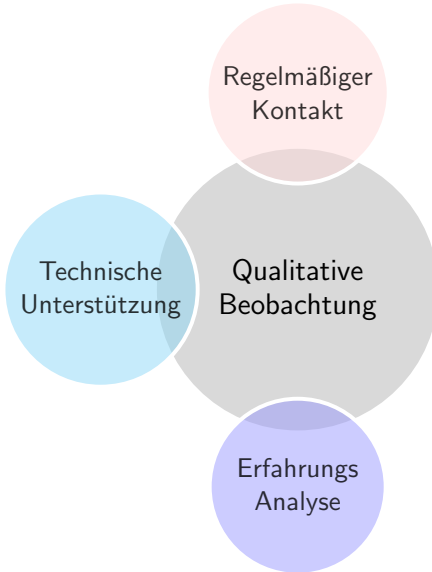 Regelmäßiger
Kontakt
Technische
Unterstützung
Qualitative
Beobachtung
Erfahrungs
Analyse